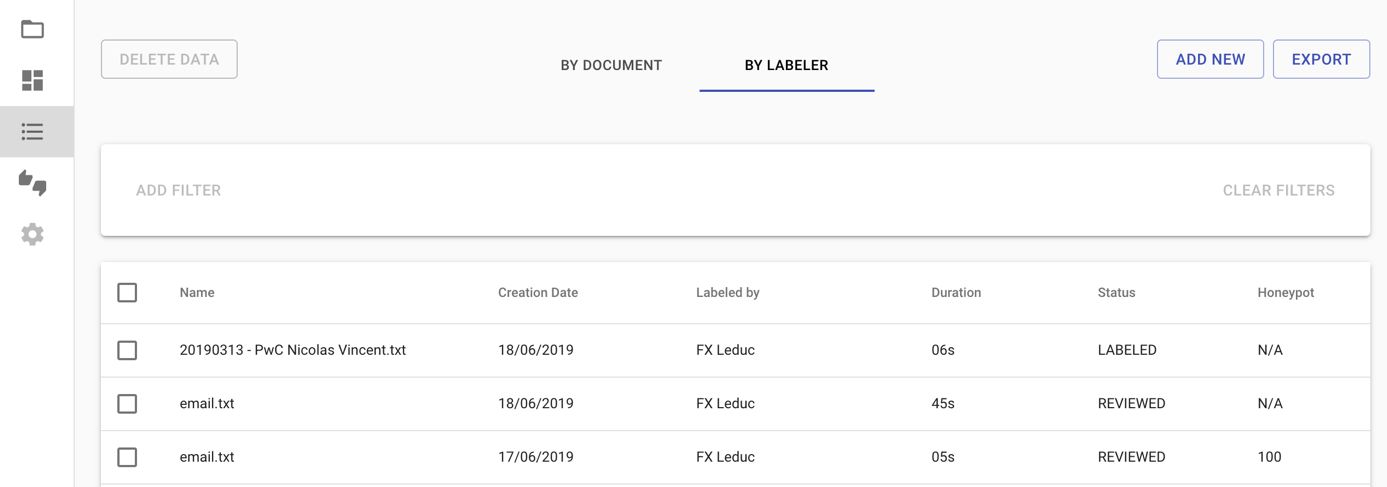 DELETE DATA BY DOCUMENT BY LABELER ADD NEW EXPORT
ADD FILTER CLEAR FILTERS
Name Creation Date Labeled by Duration Status Honeypot
20190313 - PwC Nicolas Vincent.txt 18/06/2019 FX Leduc 06s LABELED N/A
email.txt 18/06/2019 FX Leduc 45s REVIEWED N/A
email.txt 17/06/2019 FX Leduc 05s REVIEWED 100